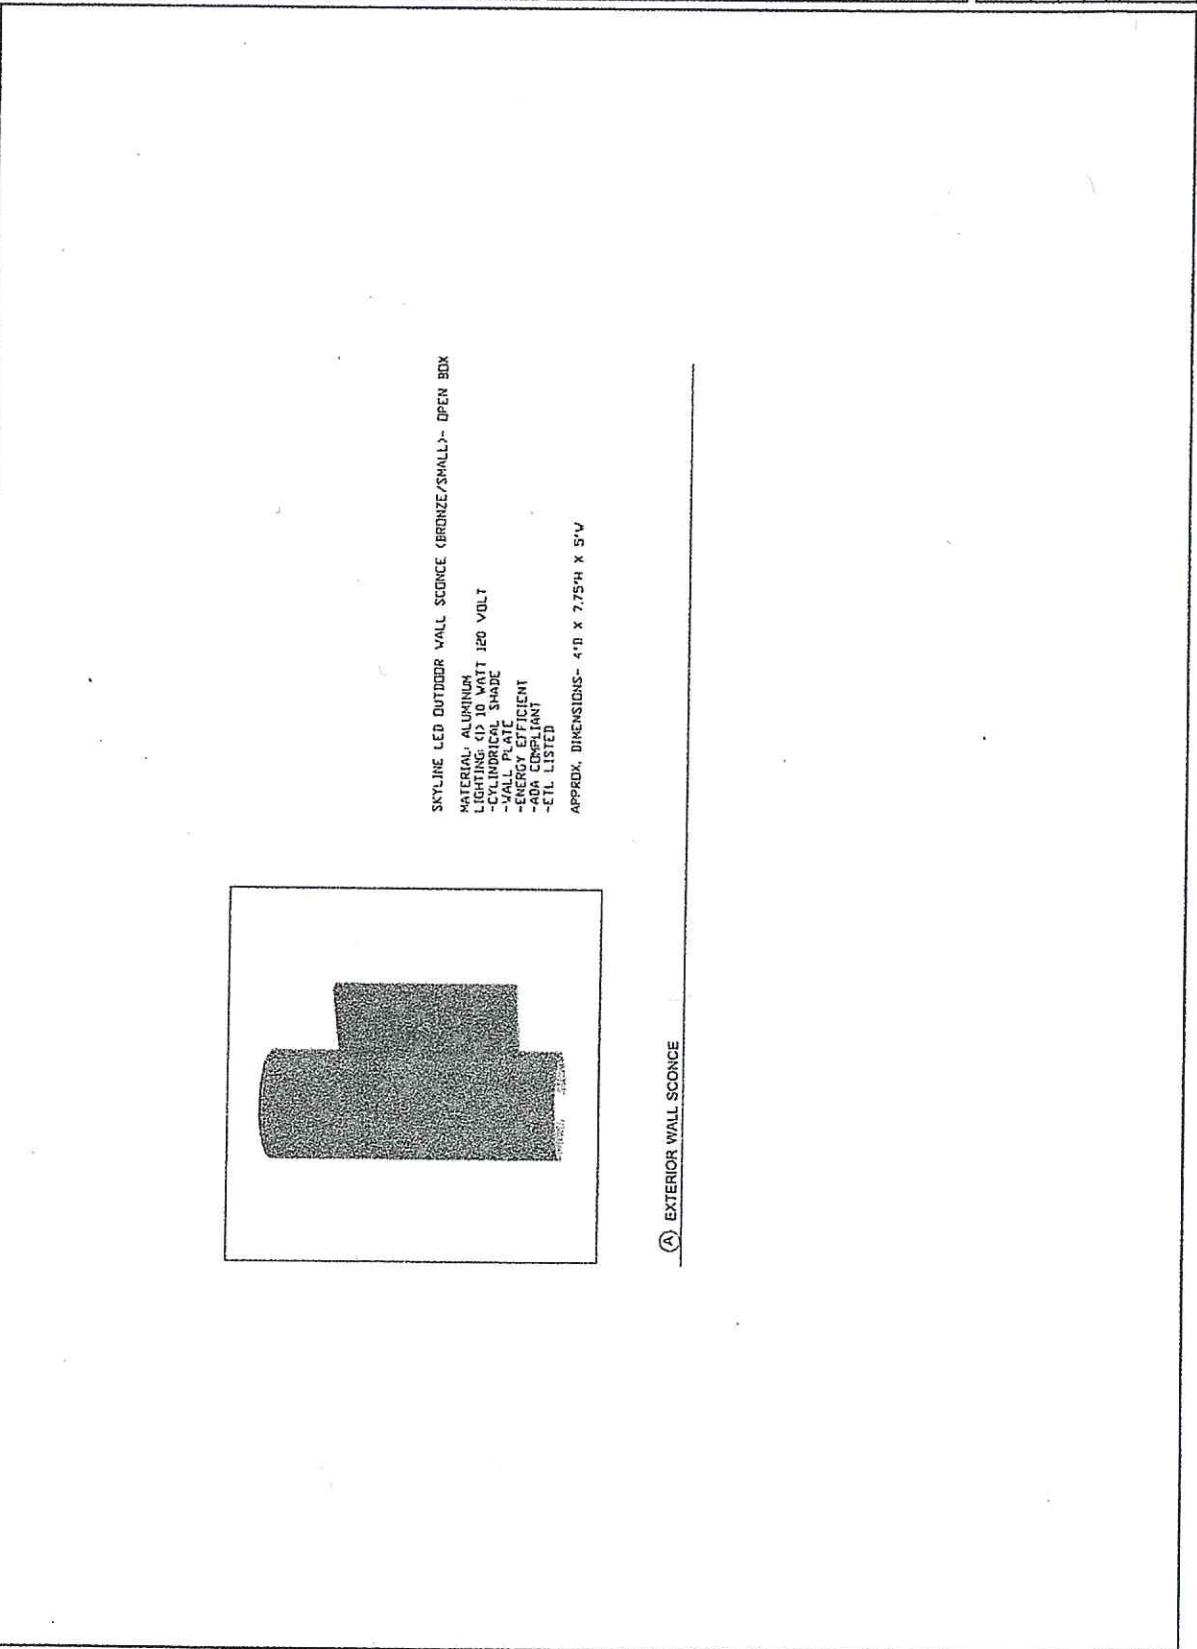 SKYLINE LED OUTDOOR WALL SCONCE (BRONZE/SMALL)- OPEN BOX
MATERIAL: ALUMINUM
LIGHTING: (1) 10 WATT 120 VOLT
-CYLINDRICAL SHADE
-WALL PLATE
-ENERGY EFFICIENT
-ADA COMPLIANT
-ETL LISTED
APPROX. DIMENSIONS- 4"D X 7.75"H X 5"W
A EXTERIOR WALL SCONCE